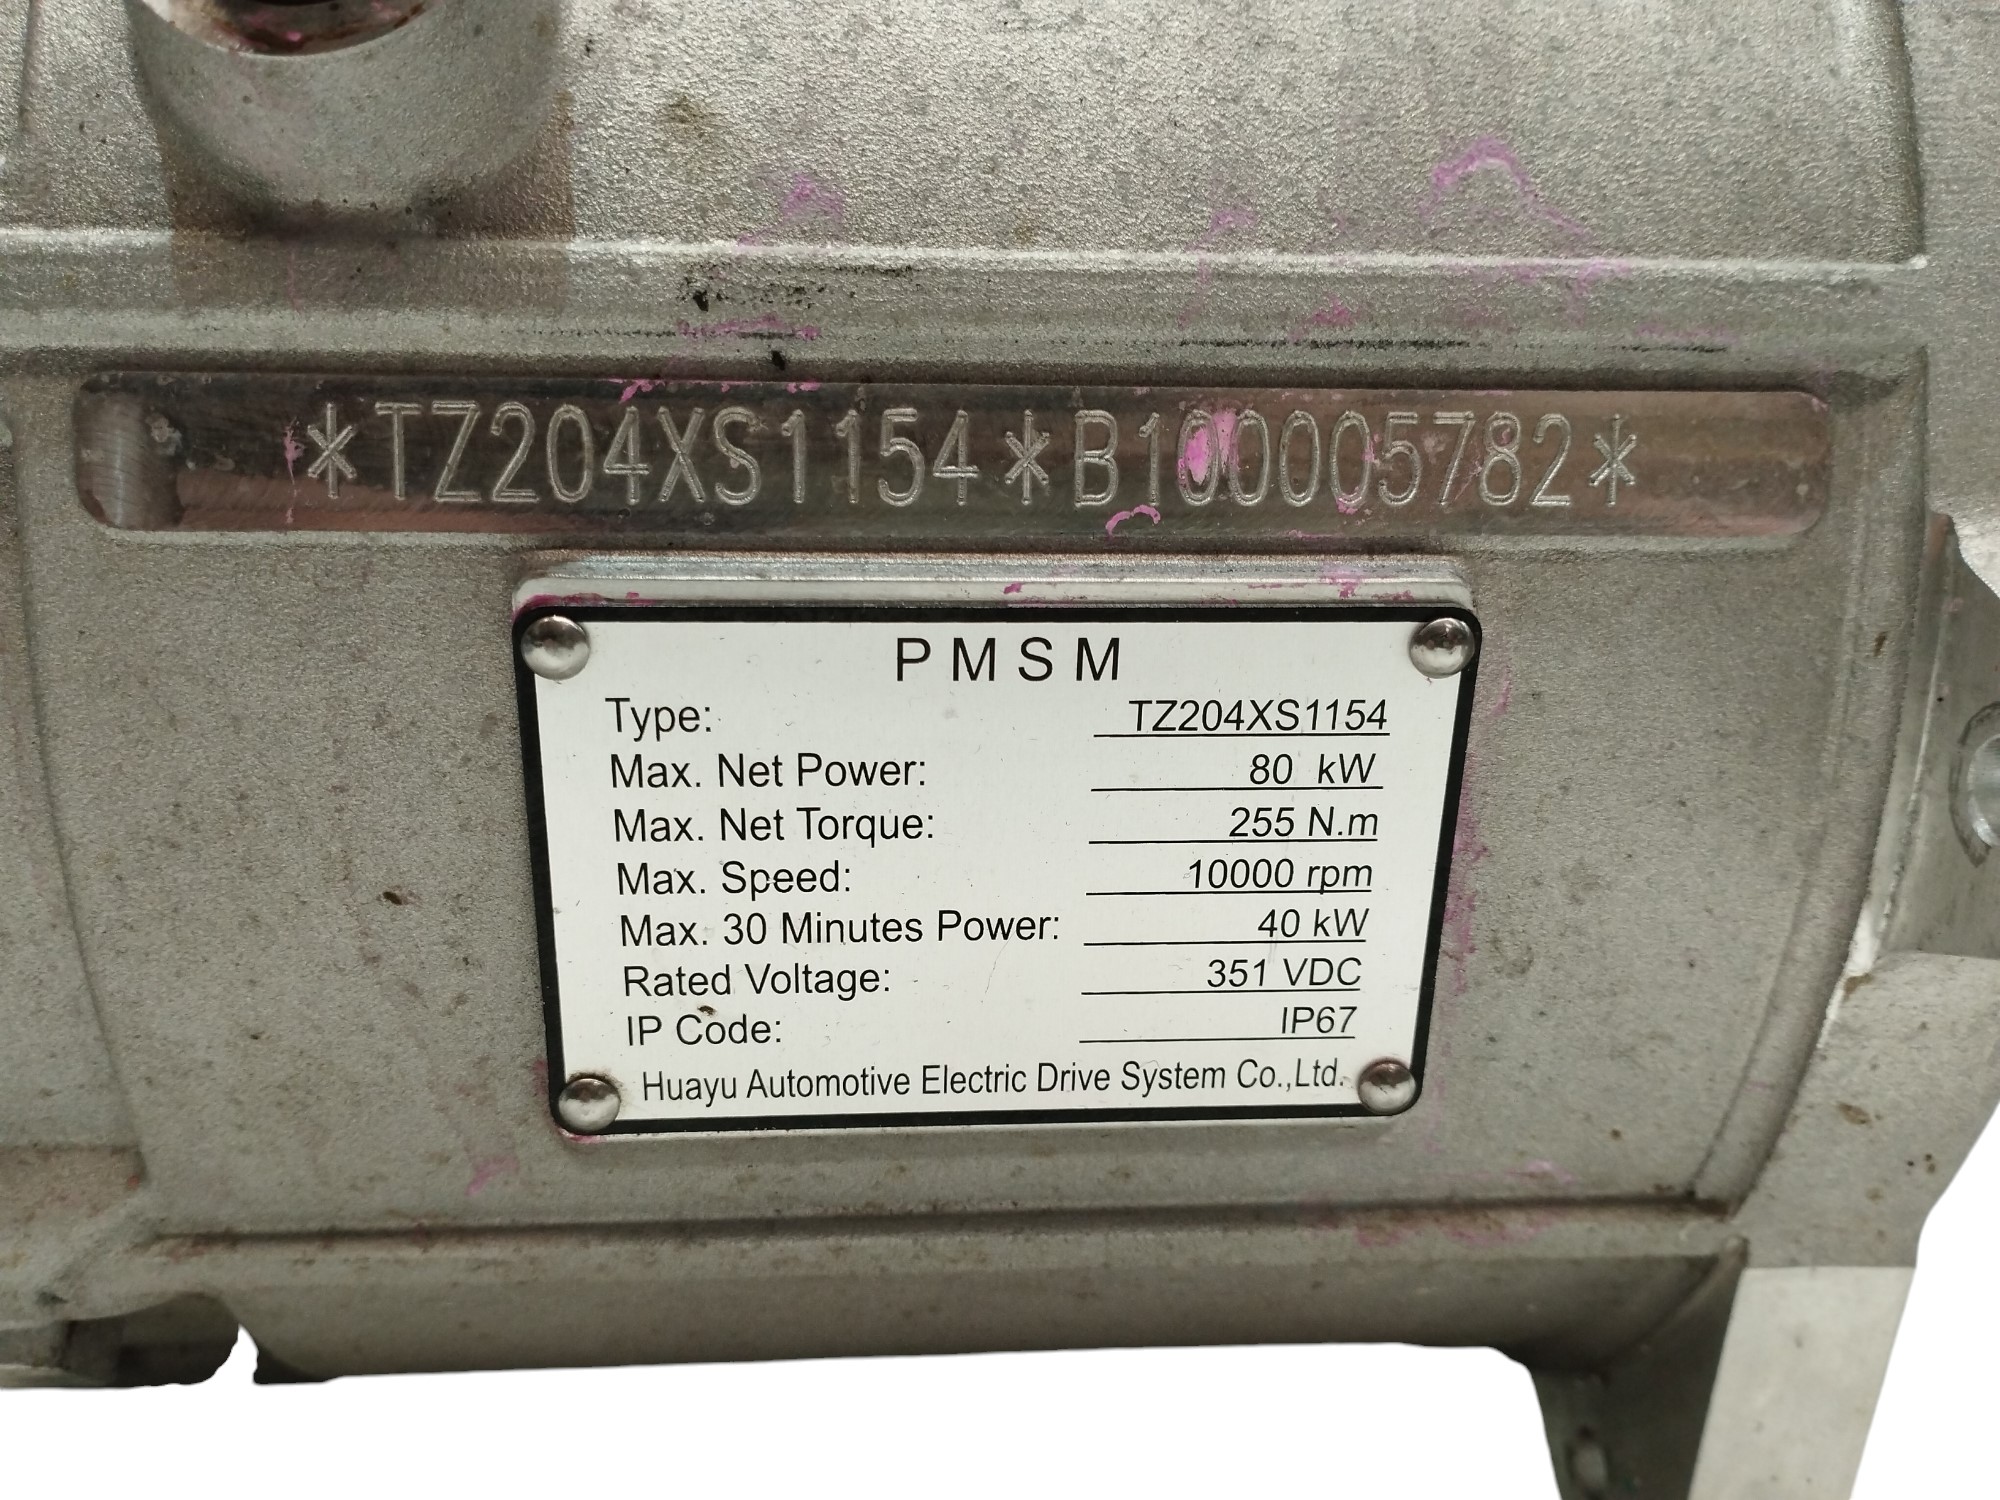 *TZ204XS1154*B100005782*
PMSM
Type: TZ204XS1154
Max. Net Power: 80 kW
Max. Net Torque: 255 N.m
Max. Speed: 10000 rpm
Max. 30 Minutes Power: 40 kW
Rated Voltage: 351 VDC
IP Code: IP67
Huayu Automotive Electric Drive System Co.,Ltd.